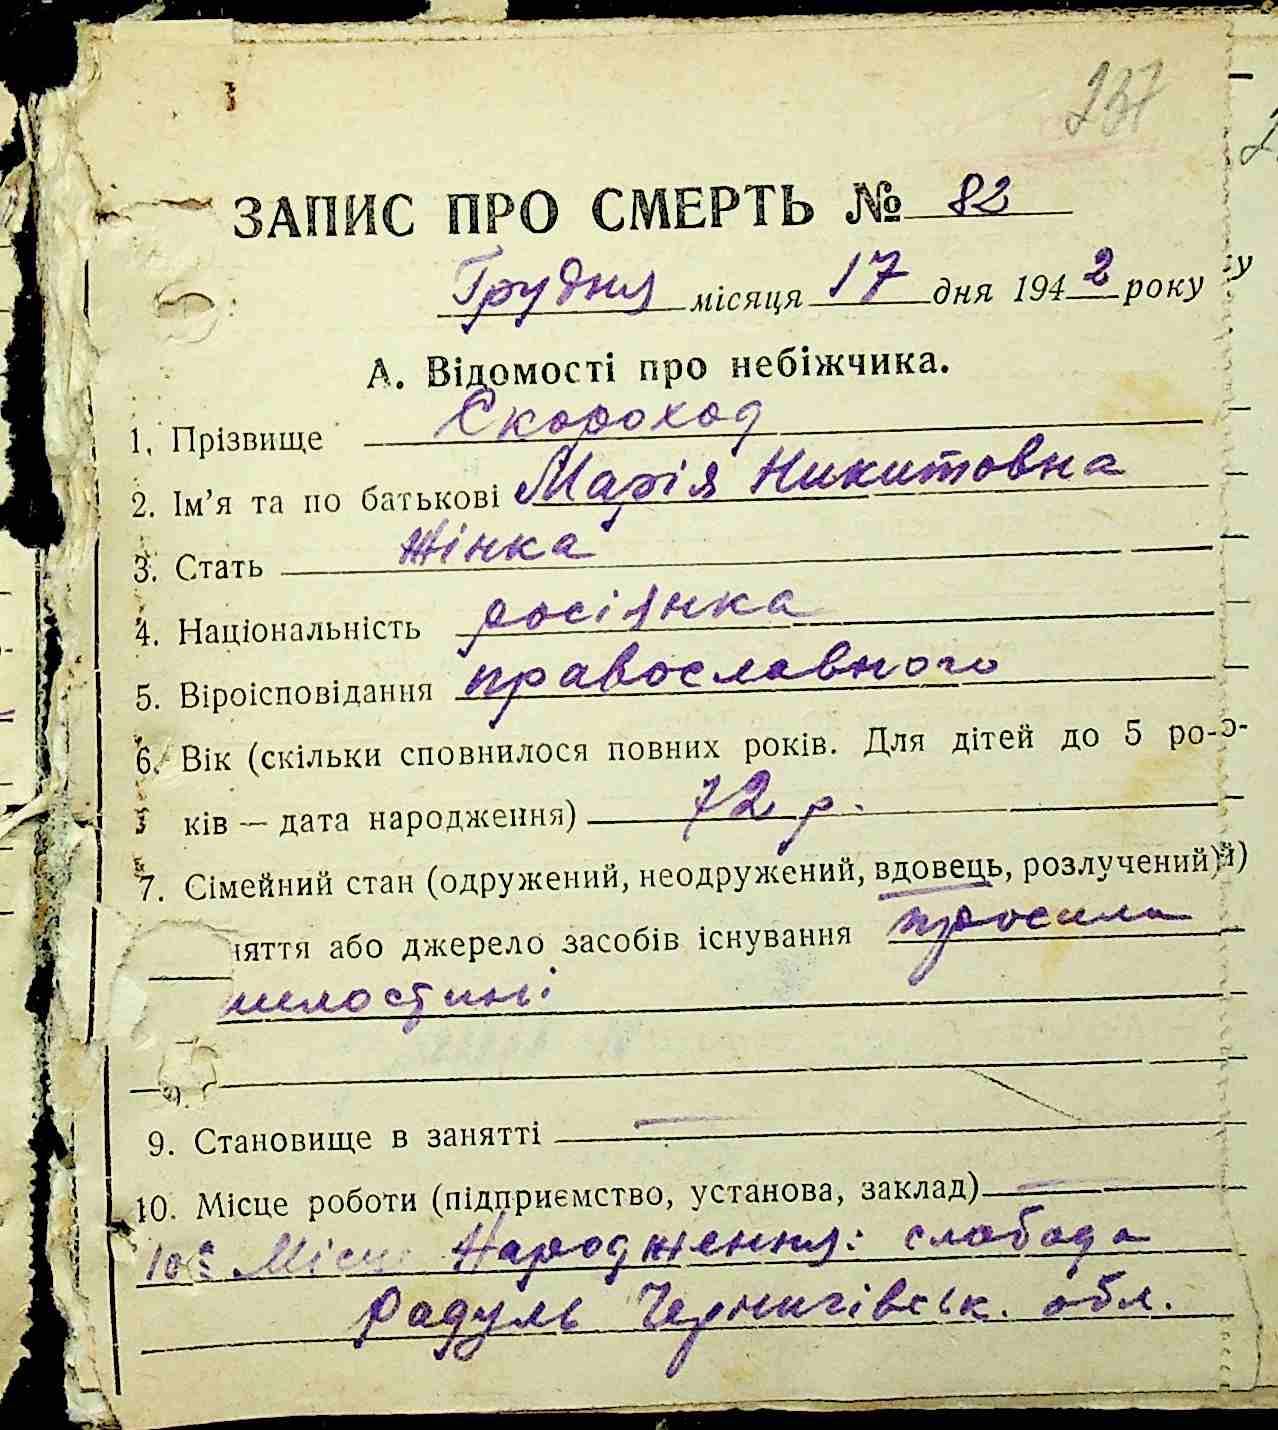 237
ЗАПИС ПРО СМЕРТЬ № 82
Грудня місяця 17 дня 1942 року
А. Відомості про небіжчика.
1. Прізвище Скороход
2. Ім'я та по батькові Марія Никитовна
3. Стать Жінка
4. Національність росіянка
5. Віроісповідання православного
6. Вік (скільки сповнилося повних років. Для дітей до 5 ро-
ків — дата народження) 72 р.
7. Сімейний стан (одружений, неодружений, вдовець, розлучений)
няття або джерело засобів існування просила
милостині
9. Становище в занятті —
10. Місце роботи (підприємство, установа, заклад) —
10а Місце Народження: слобода
Радуль Чернигівськ. обл.